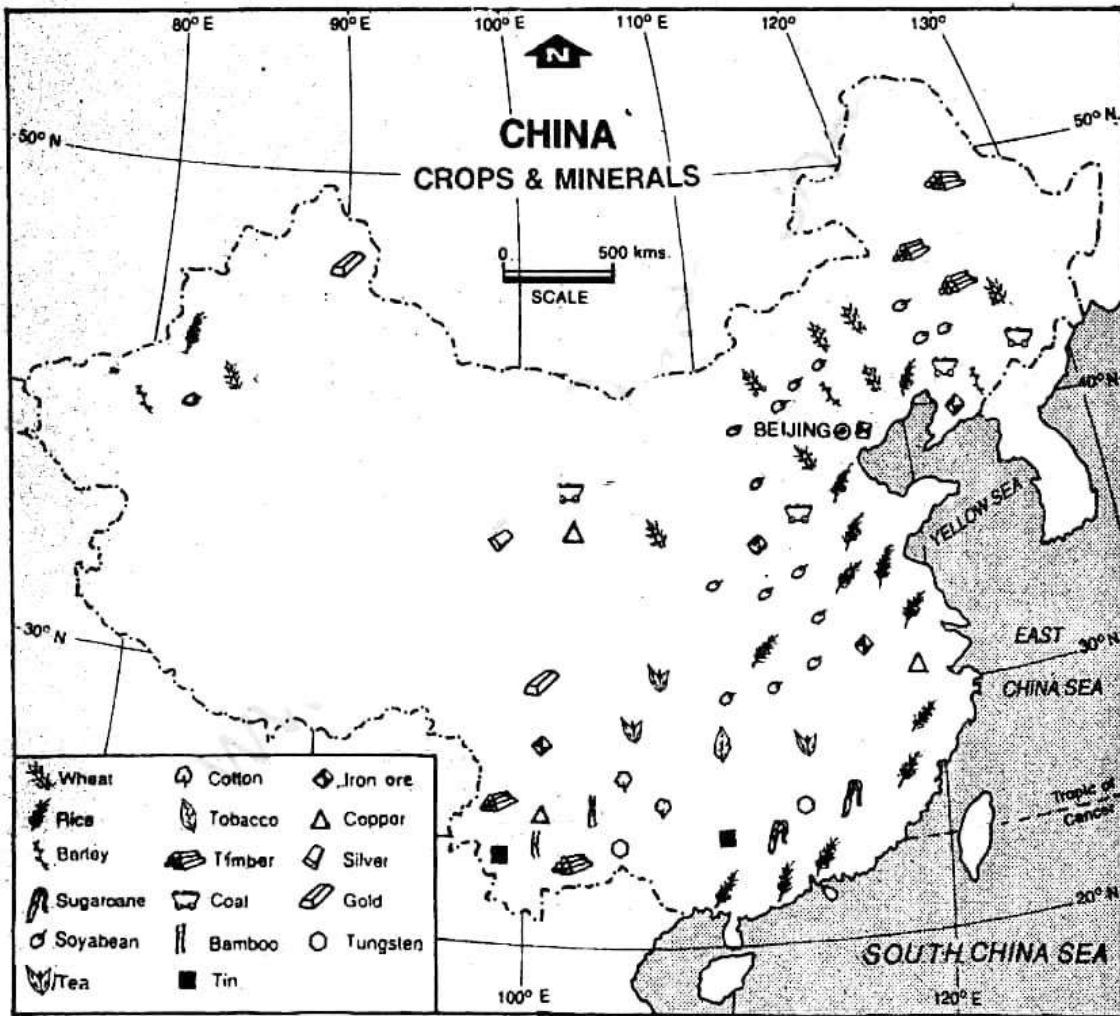 80° E 90° E 100° E 110° E 120° E 130°
50° N
50° N
CHINA
CROPS & MINERALS
0 500 kms.
SCALE
40° N
BEIJING
YELLOW SEA
30° N
EAST
CHINA SEA
30° N
Tropic of
Cancer
20° N
SOUTH CHINA SEA
100° E
120° E
Wheat Cotton Iron ore
Rice Tobacco Copper
Barley Timber Silver
Sugarcane Coal Gold
Soyabean Bamboo Tungsten
Tea Tin